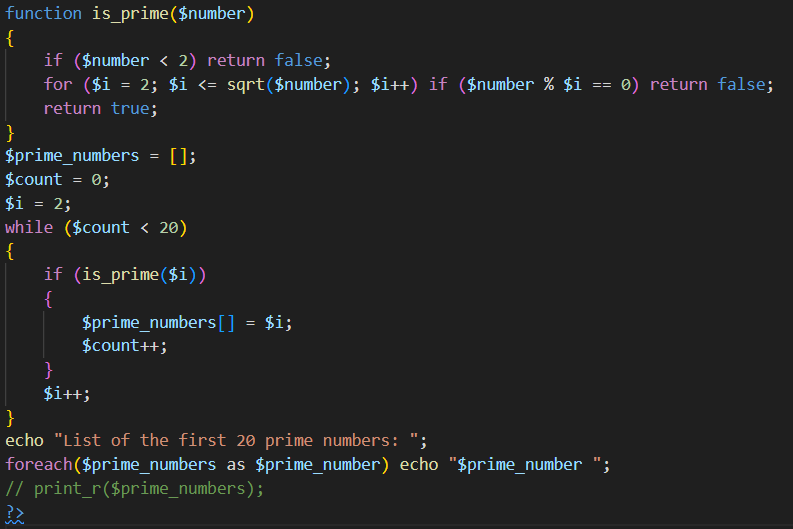 function is_prime($number)
{
    if ($number < 2) return false;
    for ($i = 2; $i <= sqrt($number); $i++) if ($number % $i == 0) return false;
    return true;
}
$prime_numbers = [];
$count = 0;
$i = 2;
while ($count < 20)
{
    if (is_prime($i))
    {
        $prime_numbers[] = $i;
        $count++;
    }
    $i++;
}
echo "List of the first 20 prime numbers: ";
foreach($prime_numbers as $prime_number) echo "$prime_number ";
// print_r($prime_numbers);
?>